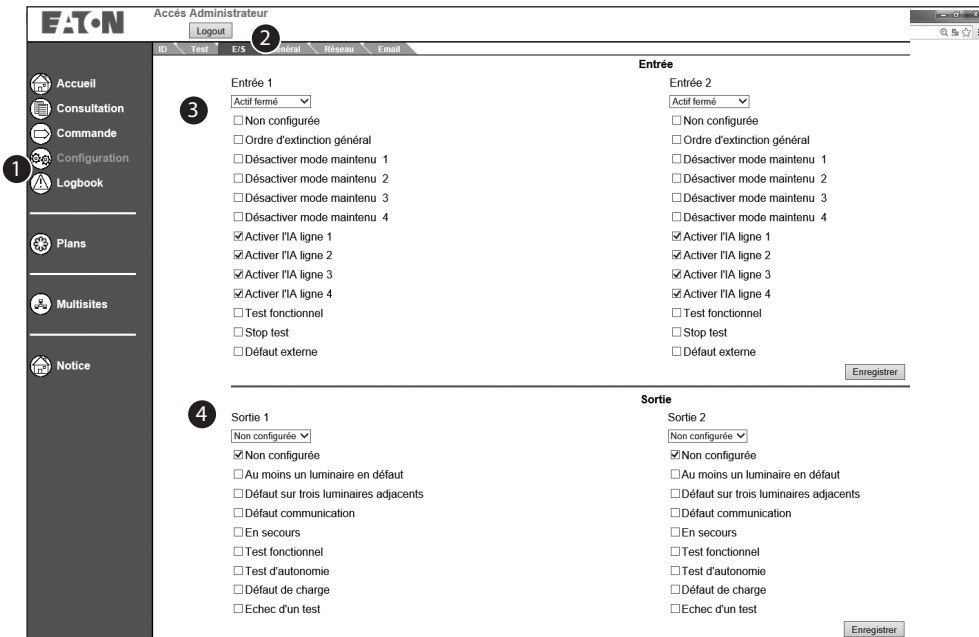 EATON
Accés Administrateur
Logout
2
ID Test E/S Général Réseau Email
1
Accueil
Consultation
Commande
Configuration
Logbook
Plans
Multisites
Notice
Entrée
3
Entrée 1
Actif fermé
Non configurée
Ordre d'extinction général
Désactiver mode maintenu 1
Désactiver mode maintenu 2
Désactiver mode maintenu 3
Désactiver mode maintenu 4
Activer l'IA ligne 1
Activer l'IA ligne 2
Activer l'IA ligne 3
Activer l'IA ligne 4
Test fonctionnel
Stop test
Défaut externe
Entrée 2
Actif fermé
Non configurée
Ordre d'extinction général
Désactiver mode maintenu 1
Désactiver mode maintenu 2
Désactiver mode maintenu 3
Désactiver mode maintenu 4
Activer l'IA ligne 1
Activer l'IA ligne 2
Activer l'IA ligne 3
Activer l'IA ligne 4
Test fonctionnel
Stop test
Défaut externe
Enregistrer
Sortie
4
Sortie 1
Non configurée
Non configurée
Au moins un luminaire en défaut
Défaut sur trois luminaires adjacents
Défaut communication
En secours
Test fonctionnel
Test d'autonomie
Défaut de charge
Echec d'un test
Sortie 2
Non configurée
Non configurée
Au moins un luminaire en défaut
Défaut sur trois luminaires adjacents
Défaut communication
En secours
Test fonctionnel
Test d'autonomie
Défaut de charge
Echec d'un test
Enregistrer